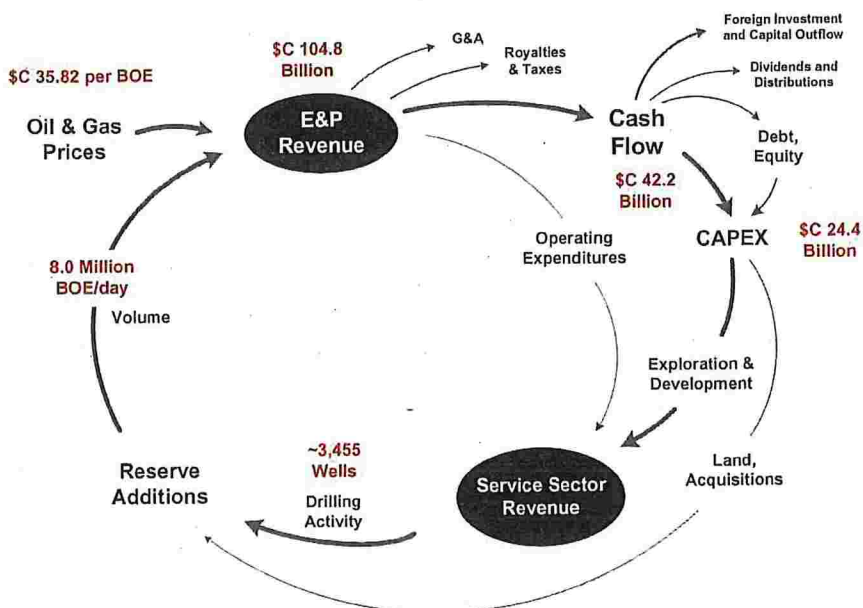 Foreign Investment
and Capital Outflow
G&A
$C 104.8
Billion
Royalties
& Taxes
$C 35.82 per BOE
Dividends and
Distributions
Oil & Gas
Prices
E&P
Revenue
Cash
Flow
Debt,
Equity
$C 42.2
Billion
CAPEX
$C 24.4
Billion
Operating
Expenditures
8.0 Million
BOE/day
Volume
Exploration &
Development
~3,455
Wells
Drilling
Activity
Reserve
Additions
Service Sector
Revenue
Land,
Acquisitions